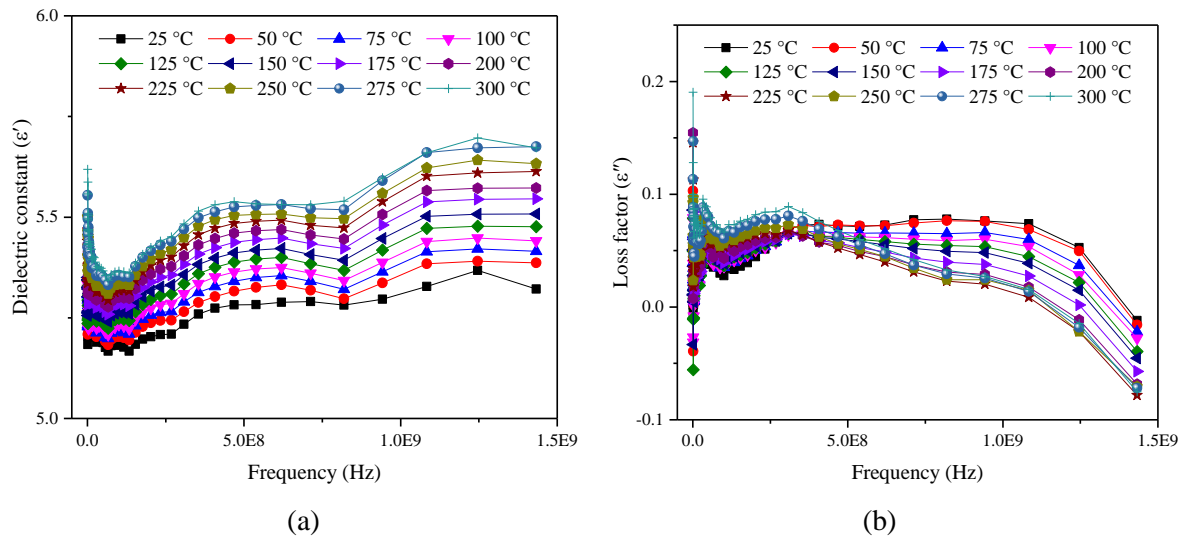 6.0
25 °C 50 °C 75 °C 100 °C
125 °C 150 °C 175 °C 200 °C
225 °C 250 °C 275 °C 300 °C
5.5
5.0
Dielectric constant (ε′)
0.0 5.0E8 1.0E9 1.5E9
Frequency (Hz)
(a)
25 °C 50 °C 75 °C 100 °C
125 °C 150 °C 175 °C 200 °C
225 °C 250 °C 275 °C 300 °C
0.2
0.1
0.0
-0.1
Loss factor (ε″)
0.0 5.0E8 1.0E9 1.5E9
Frequency (Hz)
(b)